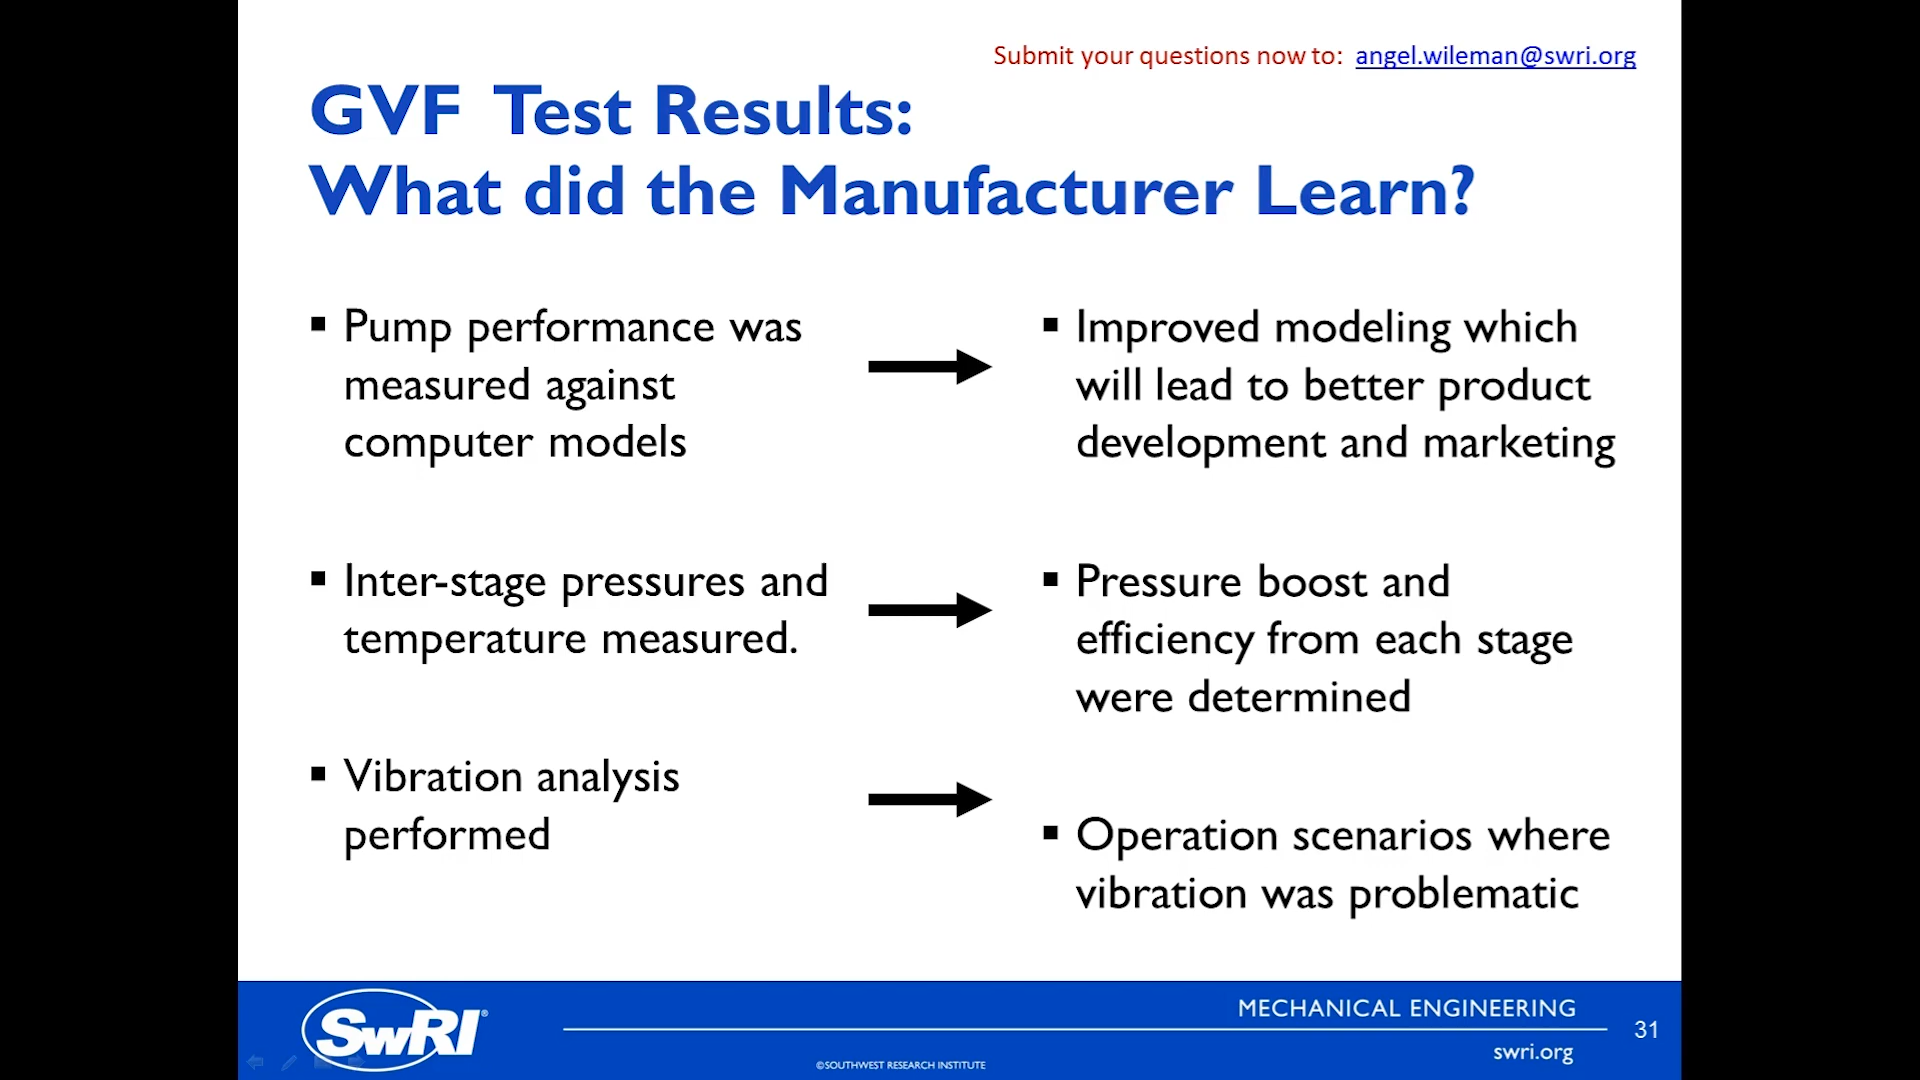 Submit your questions now to: angel.wileman@swri.org
GVF Test Results:
What did the Manufacturer Learn?
▪ Pump performance was
measured against
computer models
▪ Improved modeling which
will lead to better product
development and marketing
▪ Inter-stage pressures and
temperature measured.
▪ Pressure boost and
efficiency from each stage
were determined
▪ Vibration analysis
performed
▪ Operation scenarios where
vibration was problematic
SwRI®
MECHANICAL ENGINEERING
31
swri.org
©SOUTHWEST RESEARCH INSTITUTE